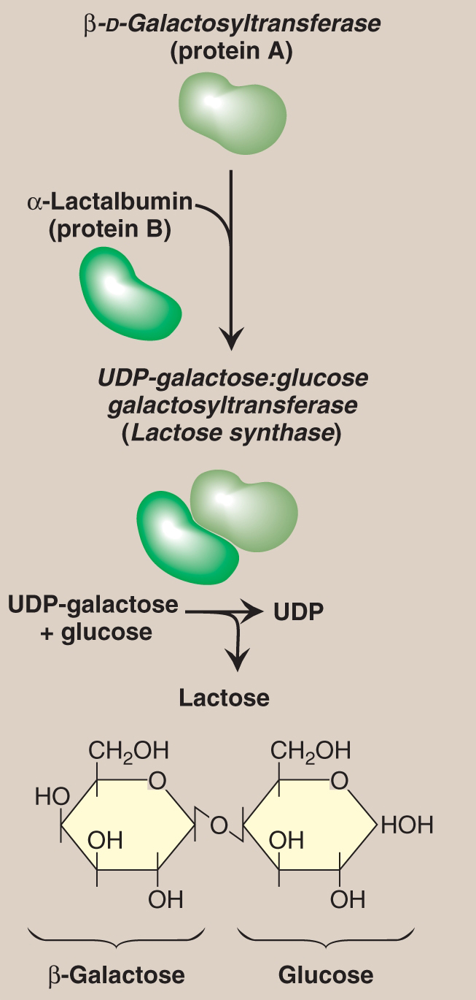 β-D-Galactosyltransferase
(protein A)
α-Lactalbumin
(protein B)
UDP-galactose:glucose
galactosyltransferase
(Lactose synthase)
UDP-galactose
+ glucose
UDP
Lactose
CH₂OH
CH₂OH
O
O
HO
O
HOH
OH
OH
OH
OH
β-Galactose
Glucose